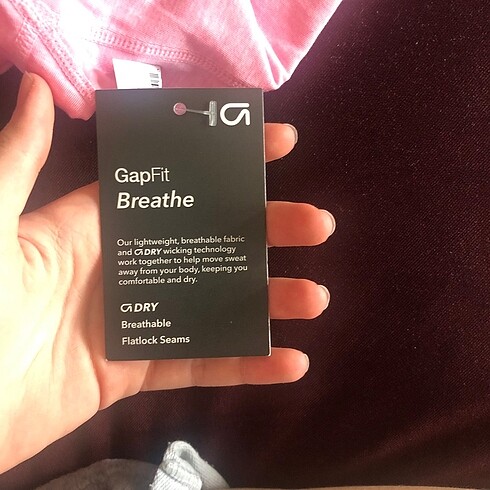 GapFit
Breathe
Our lightweight, breathable fabric
and DRY wicking technology
work together to help move sweat
away from your body, keeping you
comfortable and dry.
DRY
Breathable
Flatlock Seams